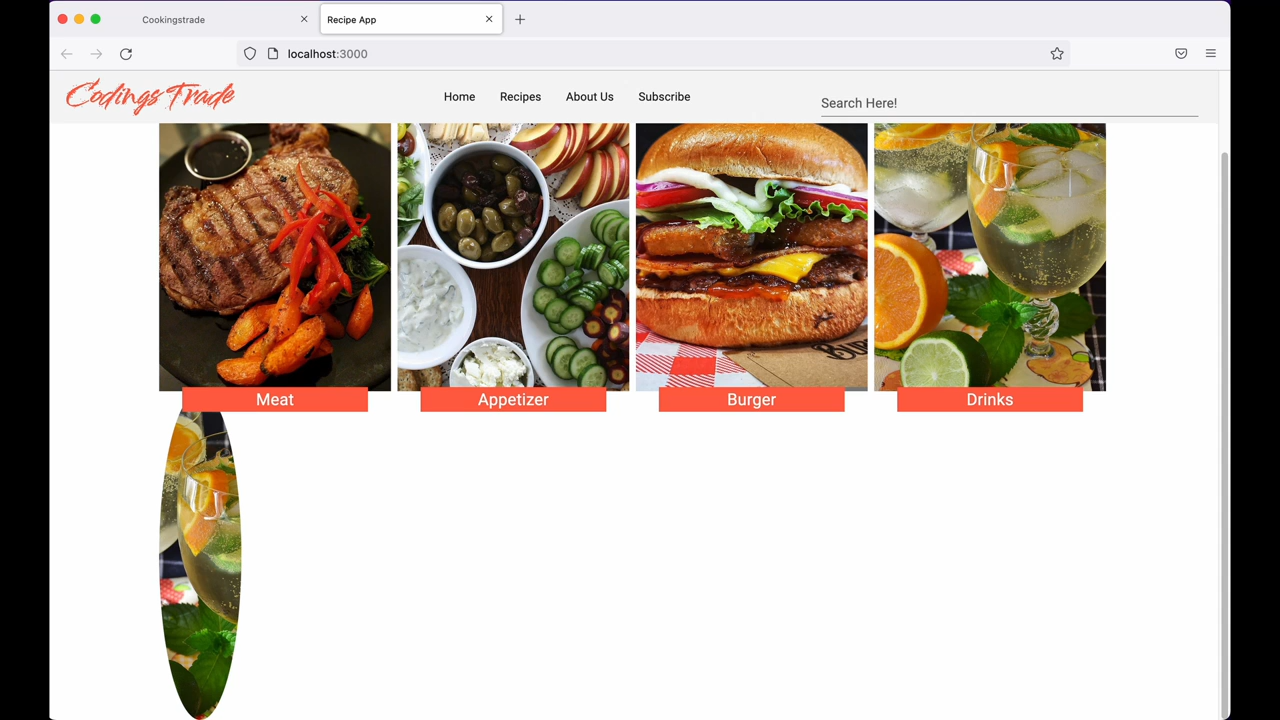 Cookingstrade
Recipe App
localhost:3000
Codings Trade
Home
Recipes
About Us
Subscribe
Search Here!
Meat
Appetizer
Burger
Drinks